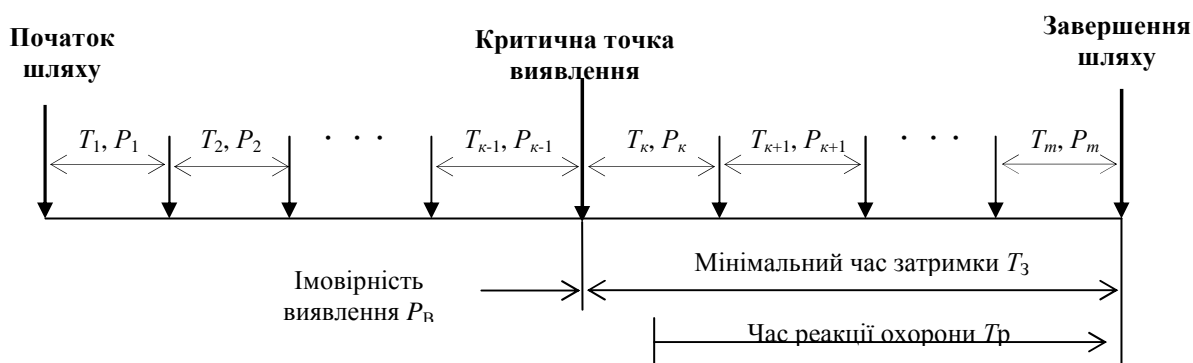 Початок
шляху
Критична точка
виявлення
Завершення
шляху
T₁, P₁
T₂, P₂
· · ·
Tк-1, Pк-1
Tк, Pк
Tк+1, Pк+1
· · ·
Tm, Pm
Імовірність
виявлення PВ
Мінімальний час затримки TЗ
Час реакції охорони Tр